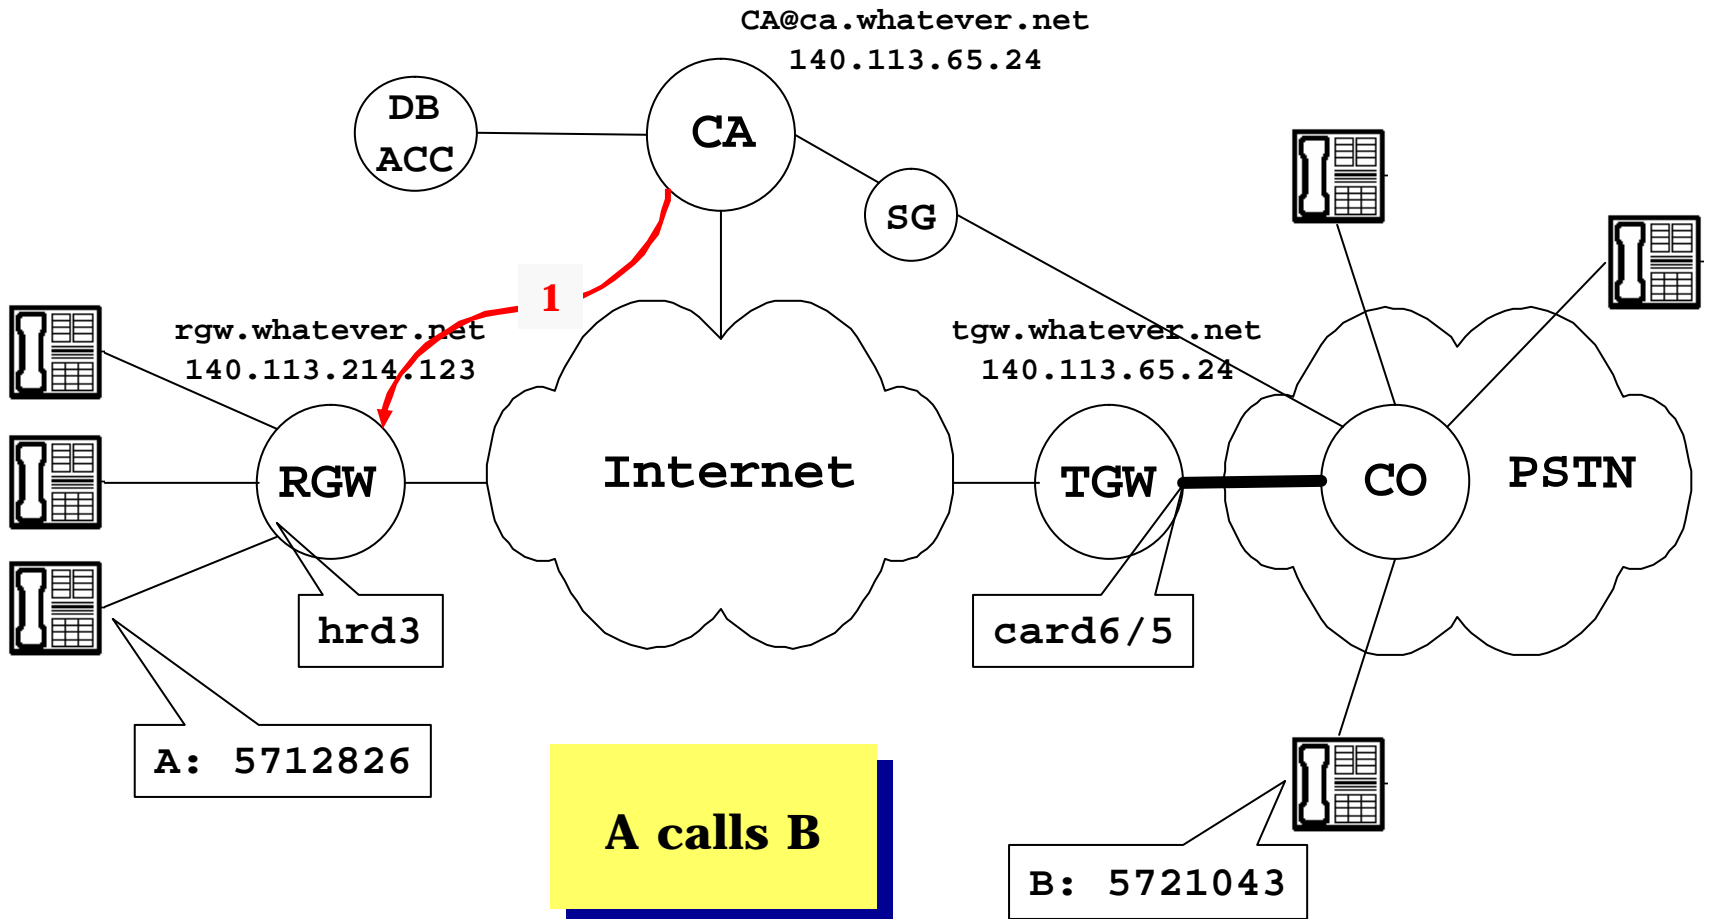 CA@ca.whatever.net
140.113.65.24
DB
ACC
CA
SG
1
rgw.whatever.net
140.113.214.123
tgw.whatever.net
140.113.65.24
RGW
Internet
TGW
CO
PSTN
hrd3
card6/5
A: 5712826
A calls B
B: 5721043